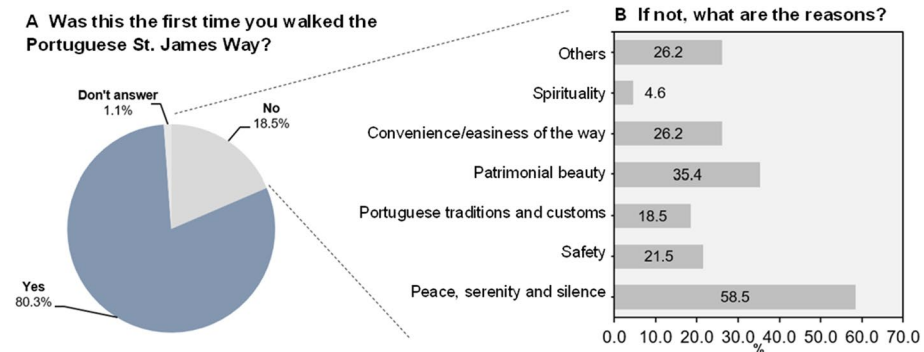 A Was this the first time you walked the
Portuguese St. James Way?
Don't answer
1.1%
No
18.5%
Yes
80.3%
B If not, what are the reasons?
Others 26.2
Spirituality 4.6
Convenience/easiness of the way 26.2
Patrimonial beauty 35.4
Portuguese traditions and customs 18.5
Safety 21.5
Peace, serenity and silence 58.5
0.0 10.0 20.0 30.0 40.0 50.0 60.0 70.0
%